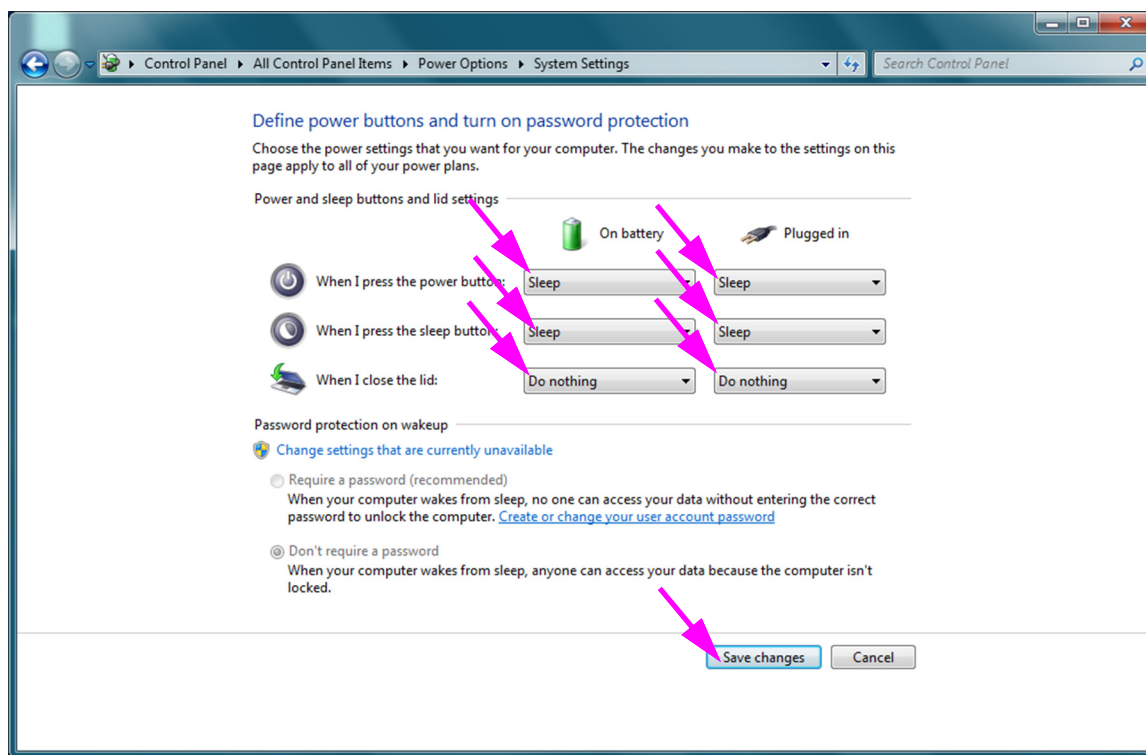 Control Panel All Control Panel Items Power Options System Settings
Search Control Panel
Define power buttons and turn on password protection
Choose the power settings that you want for your computer. The changes you make to the settings on this
page apply to all of your power plans.
Power and sleep buttons and lid settings
On battery Plugged in
When I press the power button: Sleep Sleep
When I press the sleep button: Sleep Sleep
When I close the lid: Do nothing Do nothing
Password protection on wakeup
Change settings that are currently unavailable
Require a password (recommended)
When your computer wakes from sleep, no one can access your data without entering the correct
password to unlock the computer. Create or change your user account password
Don't require a password
When your computer wakes from sleep, anyone can access your data because the computer isn't
locked.
Save changes Cancel